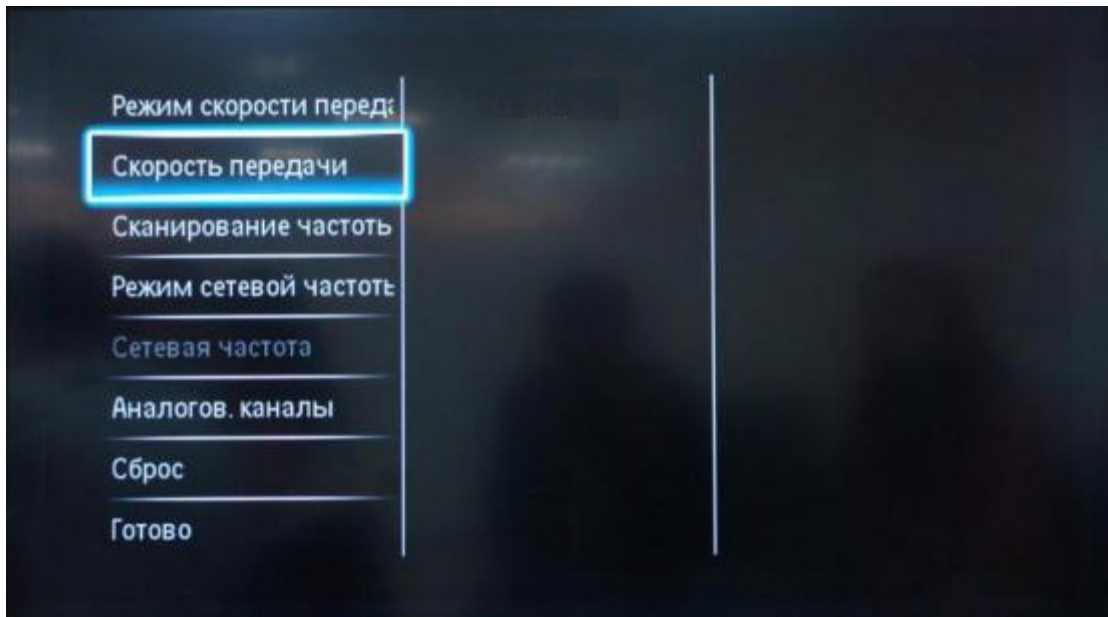 Режим скорости переда
Скорость передачи
Сканирование частоть
Режим сетевой частоть
Сетевая частота
Аналогов. каналы
Сброс
Готово